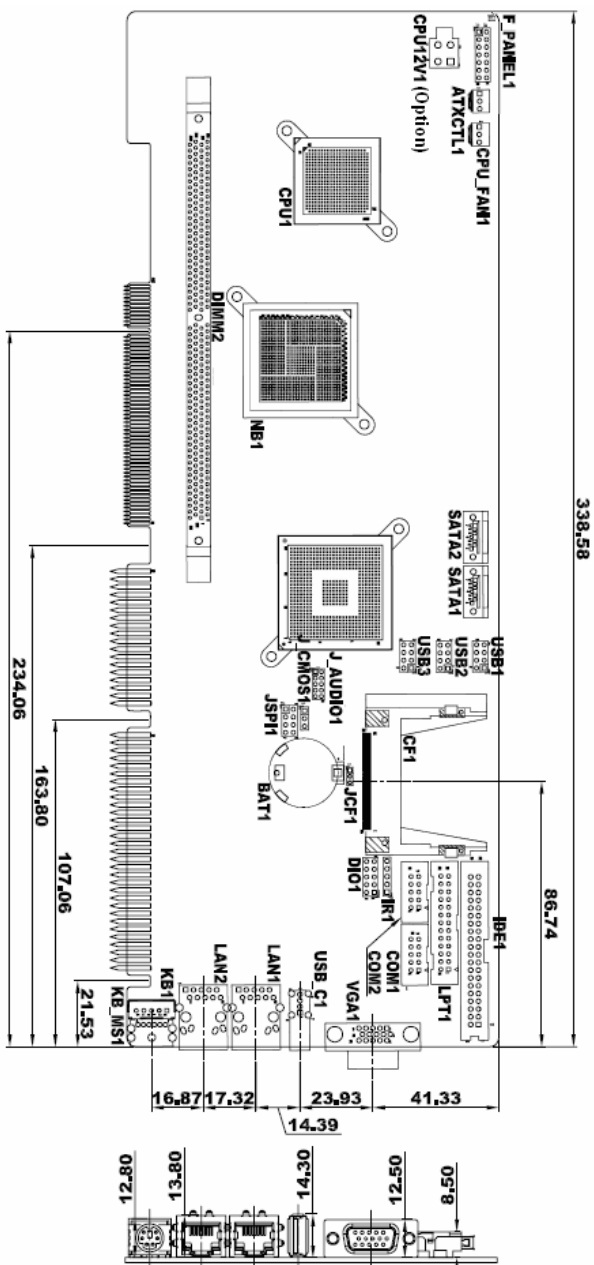 F_PANEL1
CPU12V1 (Option)
ATXCTL1
CPU_FAN1
CPU1
DIMM2
NB1
338.58
SATA2
SATA1
USB3
USB2
USB1
J_CMOS1
J_AUDIO1
JSPI1
BAT1
JCF1
CF1
234.06
163.80
107.06
21.53
86.74
DIO1
IR1
IDE1
COM1
COM2
LPT1
VGA1
USB_C1
LAN1
LAN2
KB1
KB_MS1
16.87
17.32
14.39
23.93
41.33
12.80
13.80
14.30
12.50
8.50